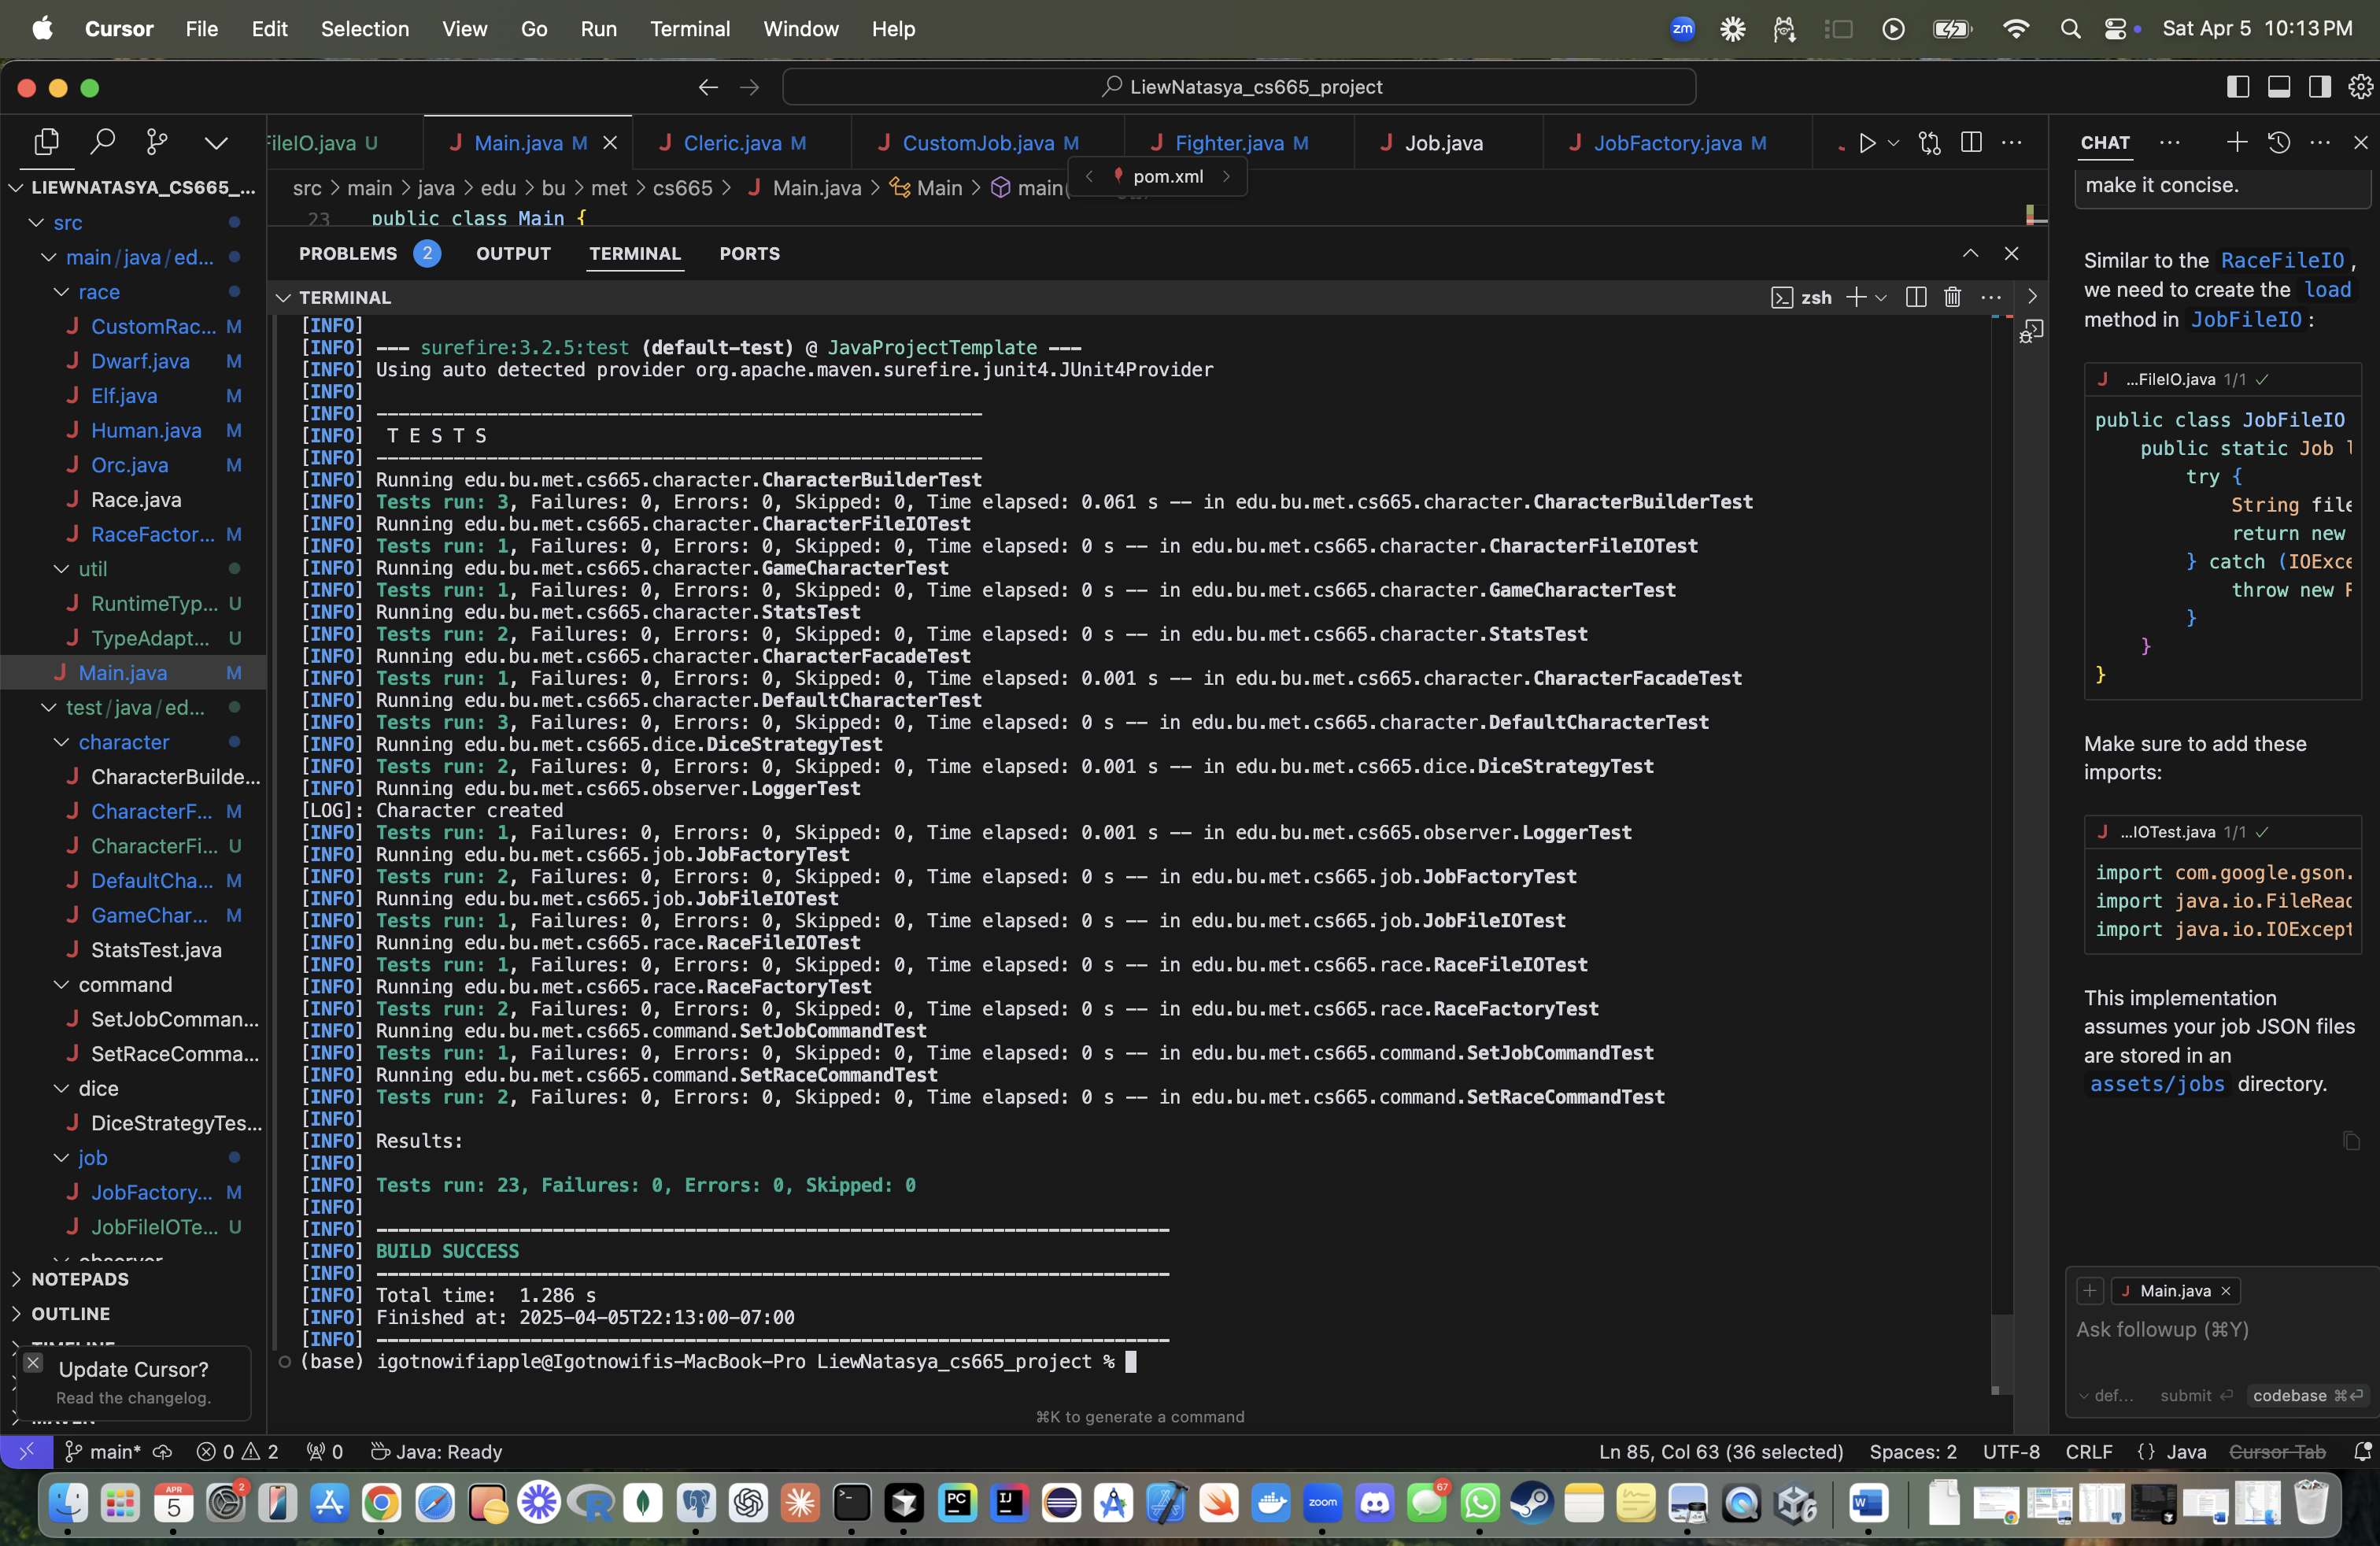 Cursor File Edit Selection View Go Run Terminal Window Help
zm
Sat Apr 5 10:13 PM
LiewNatasya_cs665_project
FileIO.java U
Main.java M
Cleric.java M
CustomJob.java M
Fighter.java M
Job.java
JobFactory.java M
LIEWNATASYA_CS665_...
src
main/java/ed...
race
CustomRac... M
Dwarf.java M
Elf.java M
Human.java M
Orc.java M
Race.java
RaceFactor... M
util
RuntimeTyp... U
TypeAdapt... U
Main.java M
test/java/ed...
character
CharacterBuilde...
CharacterF... M
CharacterFi... U
DefaultCha... M
GameChar... M
StatsTest.java
command
SetJobComman...
SetRaceComma...
dice
DiceStrategyTes...
job
JobFactory... M
JobFileIOTe... U
observer
NOTEPADS
OUTLINE
TIMELINE
MAVEN
Update Cursor?
Read the changelog.
src > main > java > edu > bu > met > cs665 > Main.java > Main > main(
pom.xml
23 public class Main {
PROBLEMS 2 OUTPUT TERMINAL PORTS
TERMINAL
zsh
[INFO]
[INFO] --- surefire:3.2.5:test (default-test) @ JavaProjectTemplate ---
[INFO] Using auto detected provider org.apache.maven.surefire.junit4.JUnit4Provider
[INFO]
[INFO] -------------------------------------------------------
[INFO] T E S T S
[INFO] -------------------------------------------------------
[INFO] Running edu.bu.met.cs665.character.CharacterBuilderTest
[INFO] Tests run: 3, Failures: 0, Errors: 0, Skipped: 0, Time elapsed: 0.061 s -- in edu.bu.met.cs665.character.CharacterBuilderTest
[INFO] Running edu.bu.met.cs665.character.CharacterFileIOTest
[INFO] Tests run: 1, Failures: 0, Errors: 0, Skipped: 0, Time elapsed: 0 s -- in edu.bu.met.cs665.character.CharacterFileIOTest
[INFO] Running edu.bu.met.cs665.character.GameCharacterTest
[INFO] Tests run: 1, Failures: 0, Errors: 0, Skipped: 0, Time elapsed: 0 s -- in edu.bu.met.cs665.character.GameCharacterTest
[INFO] Running edu.bu.met.cs665.character.StatsTest
[INFO] Tests run: 2, Failures: 0, Errors: 0, Skipped: 0, Time elapsed: 0 s -- in edu.bu.met.cs665.character.StatsTest
[INFO] Running edu.bu.met.cs665.character.CharacterFacadeTest
[INFO] Tests run: 1, Failures: 0, Errors: 0, Skipped: 0, Time elapsed: 0.001 s -- in edu.bu.met.cs665.character.CharacterFacadeTest
[INFO] Running edu.bu.met.cs665.character.DefaultCharacterTest
[INFO] Tests run: 3, Failures: 0, Errors: 0, Skipped: 0, Time elapsed: 0 s -- in edu.bu.met.cs665.character.DefaultCharacterTest
[INFO] Running edu.bu.met.cs665.dice.DiceStrategyTest
[INFO] Tests run: 2, Failures: 0, Errors: 0, Skipped: 0, Time elapsed: 0.001 s -- in edu.bu.met.cs665.dice.DiceStrategyTest
[INFO] Running edu.bu.met.cs665.observer.LoggerTest
[LOG]: Character created
[INFO] Tests run: 1, Failures: 0, Errors: 0, Skipped: 0, Time elapsed: 0.001 s -- in edu.bu.met.cs665.observer.LoggerTest
[INFO] Running edu.bu.met.cs665.job.JobFactoryTest
[INFO] Tests run: 2, Failures: 0, Errors: 0, Skipped: 0, Time elapsed: 0 s -- in edu.bu.met.cs665.job.JobFactoryTest
[INFO] Running edu.bu.met.cs665.job.JobFileIOTest
[INFO] Tests run: 1, Failures: 0, Errors: 0, Skipped: 0, Time elapsed: 0 s -- in edu.bu.met.cs665.job.JobFileIOTest
[INFO] Running edu.bu.met.cs665.race.RaceFileIOTest
[INFO] Tests run: 1, Failures: 0, Errors: 0, Skipped: 0, Time elapsed: 0 s -- in edu.bu.met.cs665.race.RaceFileIOTest
[INFO] Running edu.bu.met.cs665.race.RaceFactoryTest
[INFO] Tests run: 2, Failures: 0, Errors: 0, Skipped: 0, Time elapsed: 0 s -- in edu.bu.met.cs665.race.RaceFactoryTest
[INFO] Running edu.bu.met.cs665.command.SetJobCommandTest
[INFO] Tests run: 1, Failures: 0, Errors: 0, Skipped: 0, Time elapsed: 0 s -- in edu.bu.met.cs665.command.SetJobCommandTest
[INFO] Running edu.bu.met.cs665.command.SetRaceCommandTest
[INFO] Tests run: 2, Failures: 0, Errors: 0, Skipped: 0, Time elapsed: 0 s -- in edu.bu.met.cs665.command.SetRaceCommandTest
[INFO]
[INFO] Results:
[INFO]
[INFO] Tests run: 23, Failures: 0, Errors: 0, Skipped: 0
[INFO]
[INFO] ------------------------------------------------------------------------
[INFO] BUILD SUCCESS
[INFO] ------------------------------------------------------------------------
[INFO] Total time:  1.286 s
[INFO] Finished at: 2025-04-05T22:13:00-07:00
[INFO] ------------------------------------------------------------------------
(base) igotnowifiapple@Igotnowifis-MacBook-Pro LiewNatasya_cs665_project %
⌘K to generate a command
CHAT
make it concise.
Similar to the RaceFileIO,
we need to create the load
method in JobFileIO:
...FileIO.java 1/1
public class JobFileIO
public static Job l
try {
String file
return new
} catch (IOExce
throw new R
}
}
}
Make sure to add these
imports:
...IOTest.java 1/1
import com.google.gson.
import java.io.FileReac
import java.io.IOExcept
This implementation
assumes your job JSON files
are stored in an
assets/jobs directory.
Main.java
Ask followup (⌘Y)
def... submit codebase ⌘
main* 0 2 0 Java: Ready
Ln 85, Col 63 (36 selected) Spaces: 2 UTF-8 CRLF {} Java Cursor Tab
APR
5
2
PC
IJ
zoom
67
6
W